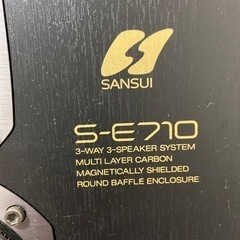 SANSUI
S-E710
3-WAY 3-SPEAKER SYSTEM
MULTI LAYER CARBON
MAGNETICALLY SHIELDED
ROUND BAFFLE ENCLOSURE